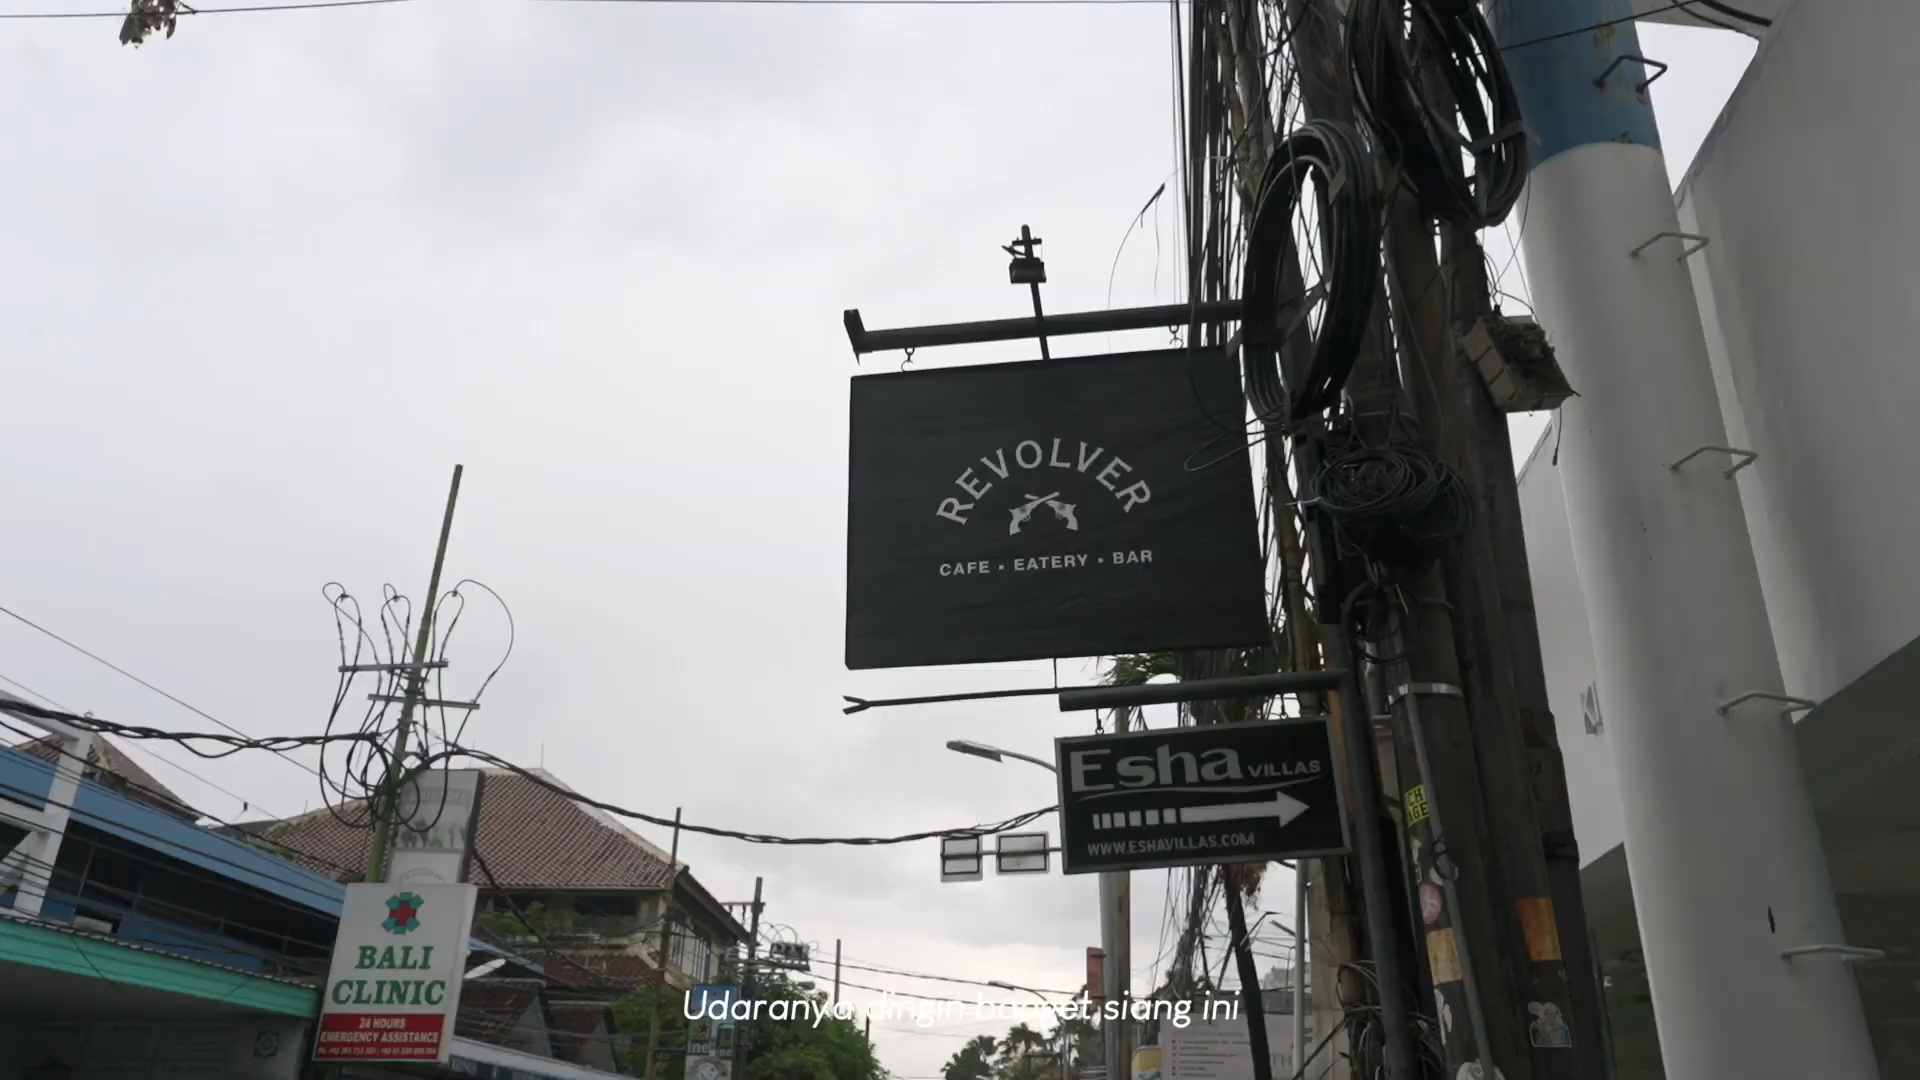 REVOLVER
CAFE • EATERY • BAR
Esha VILLAS
WWW.ESHAVILLAS.COM
BALI
CLINIC
24 HOURS
EMERGENCY ASSISTANCE
Udaranya dingin banget siang ini